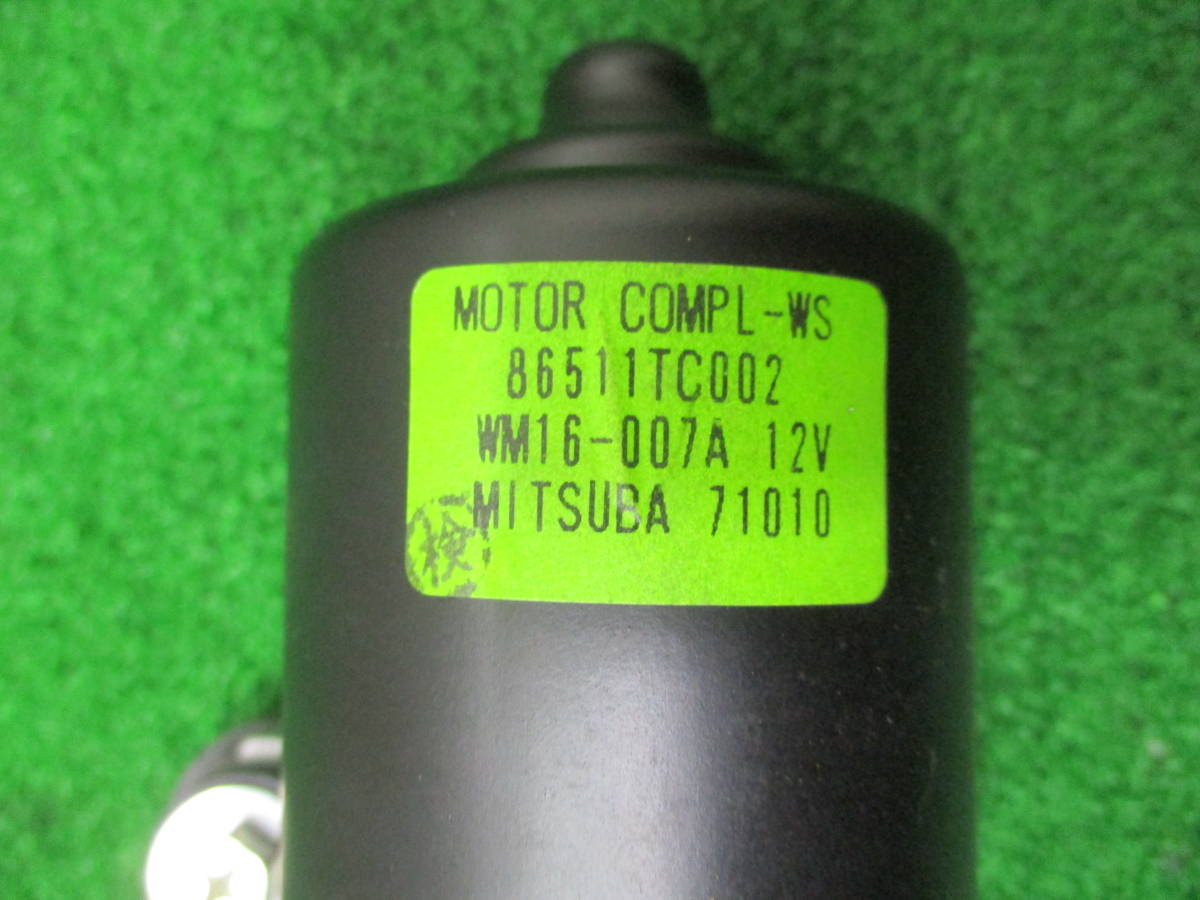 MOTOR COMPL-WS
86511TC002
WM16-007A 12V
MITSUBA 71010
検